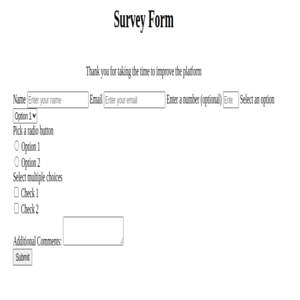 Survey Form
Thank you for taking the time to improve the platform
Name Enter your name Email Enter your email Enter a number (optional) Ente Select an option
Option 1
Pick a radio button
Option 1
Option 2
Select multiple choices
Check 1
Check 2
Additional Comments:
Submit